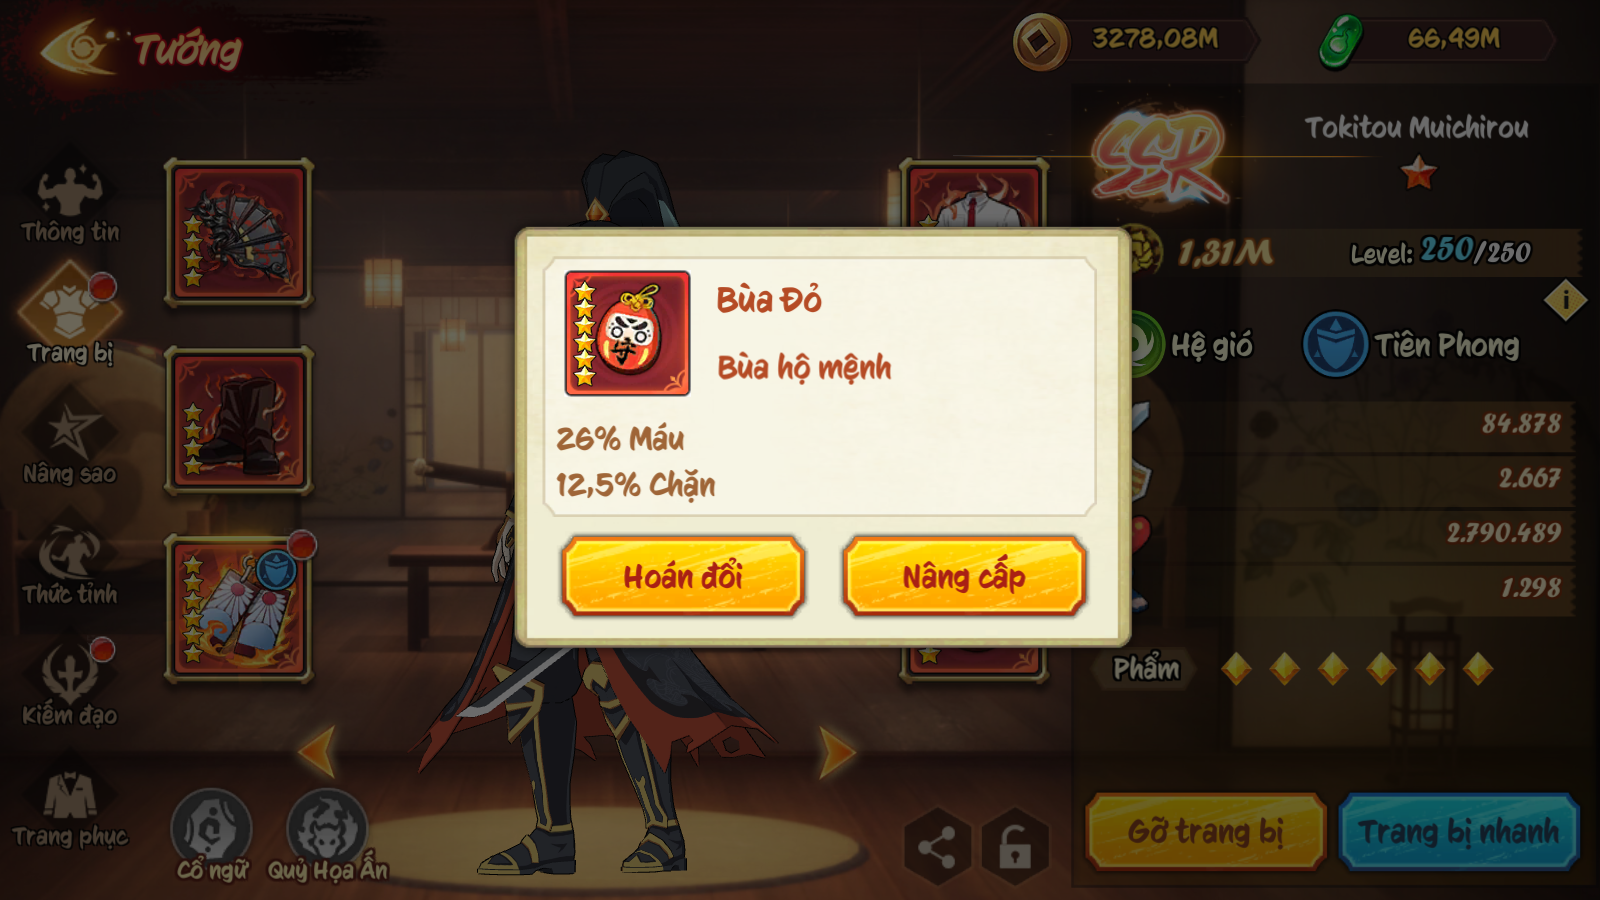 Tướng
3278,08M
66,49M
SSR
Tokitou Muichirou
1,31M
Level: 250/250
Thông tin
Trang bị
Nâng sao
Thức tỉnh
Kiếm đạo
Trang phục
Bùa Đỏ
Bùa hộ mệnh
守
26% Máu
12,5% Chặn
Hoán đổi
Nâng cấp
Hệ gió
Tiên Phong
84.878
2.667
2.790.489
1.298
Phẩm
Cổ ngữ
Quỷ Họa Ấn
Gỡ trang bị
Trang bị nhanh